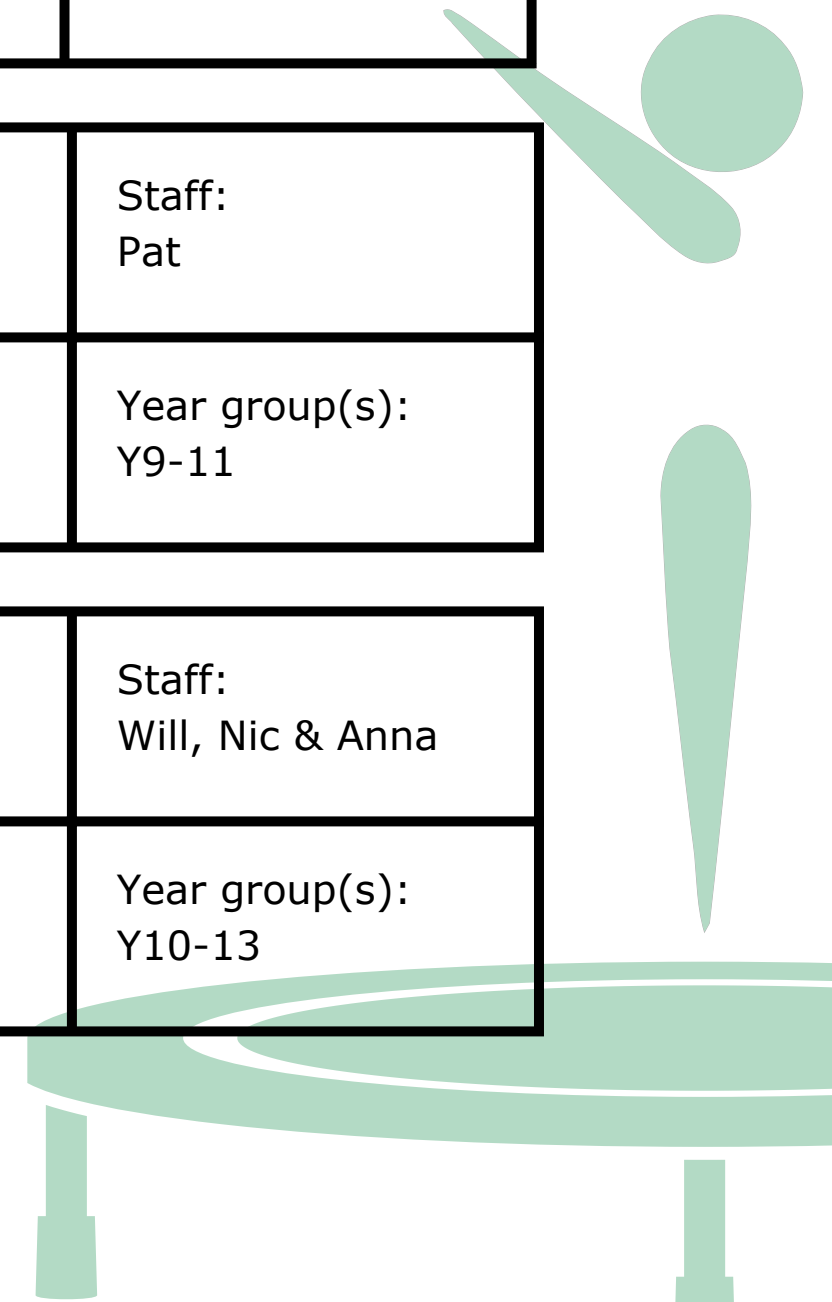 Staff:
Pat
Year group(s):
Y9-11
Staff:
Will, Nic & Anna
Year group(s):
Y10-13